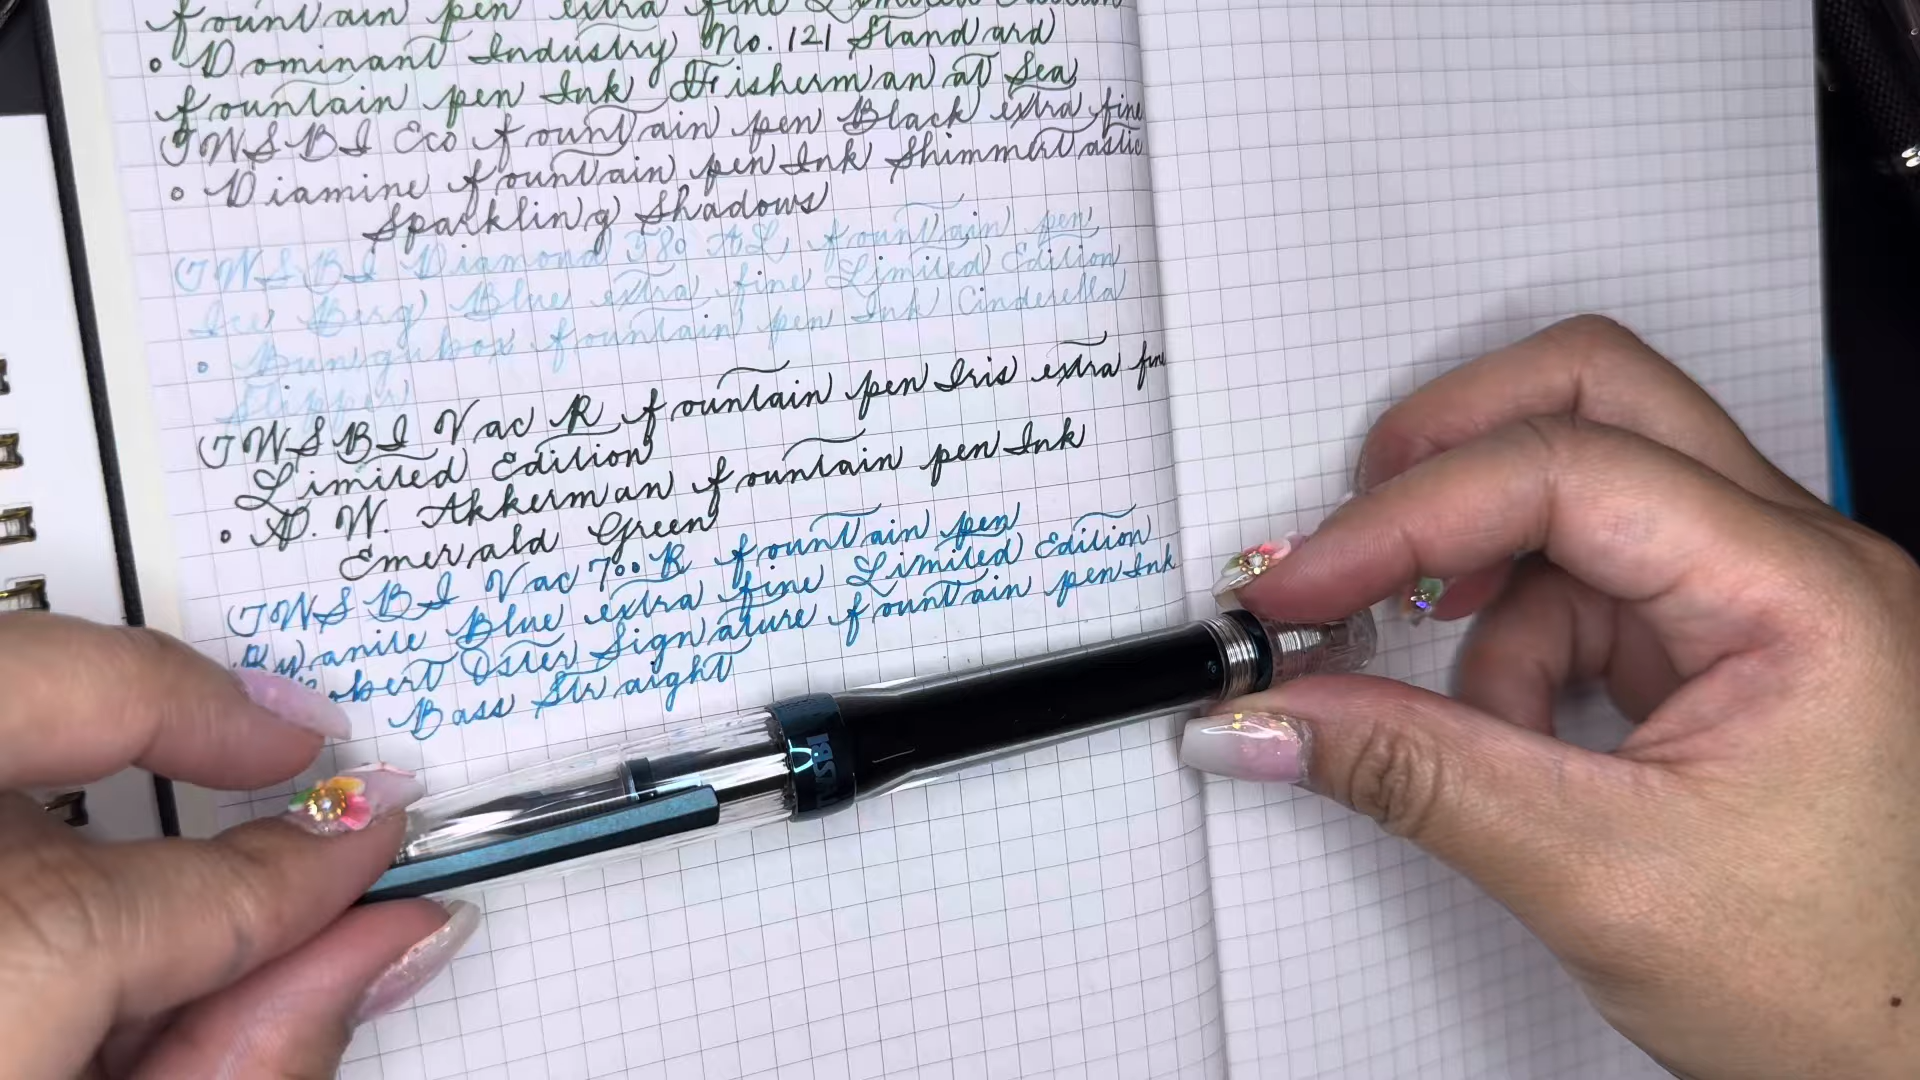 fountain pen extra fine Limited Edition
• Dominant Industry No. 121 Standard
fountain pen Ink Fisherman at Sea
TWSBI Eco fountain pen Black extra fine
• Diamine fountain pen Ink Shimmertastic
Sparkling Shadows
TWSBI Diamond 580 AL fountain pen
Ice Berg Blue extra fine Limited Edition
• Bungubox fountain pen Ink Cinderella
Slipper
TWSBI Vac R fountain pen Iris extra fine
Limited Edition
• P. W. Akkerman fountain pen Ink
Emerald Green
TWSBI Vac 700 R fountain pen
Kyanite Blue extra fine Limited Edition
Robert Oster Signature fountain pen Ink
Bass Straight
TWSBI